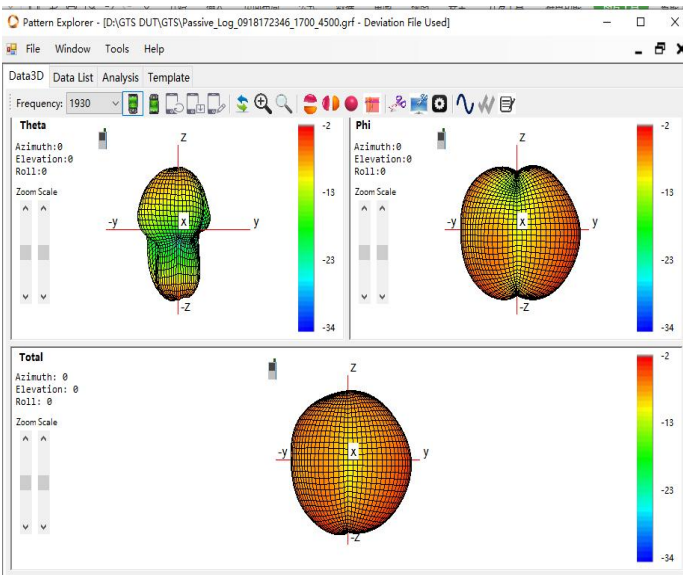 Pattern Explorer - [D:\GTS DUT\GTS\Passive_Log_0918172346_1700_4500.grf - Deviation File Used]
File Window Tools Help
Data3D Data List Analysis Template
Frequency: 1930
Theta
Azimuth:0
Elevation:0
Roll:0
Zoom Scale
Z
-y
X
y
-Z
-2
-13
-23
-34
Phi
Azimuth:0
Elevation:0
Roll:0
Zoom Scale
Z
-y
X
y
-Z
-2
-13
-23
-34
Total
Azimuth: 0
Elevation: 0
Roll: 0
Zoom Scale
Z
-y
X
y
-Z
-2
-13
-23
-34